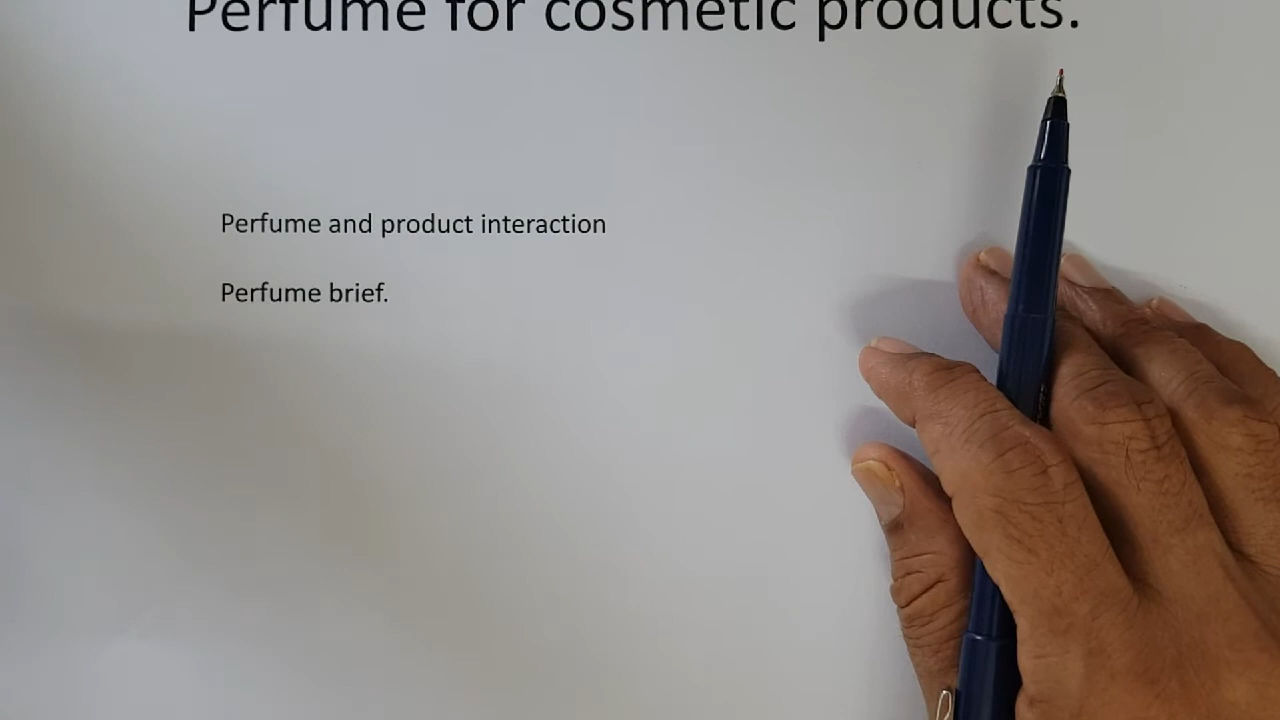 Perfume for cosmetic products.
Perfume and product interaction
Perfume brief.